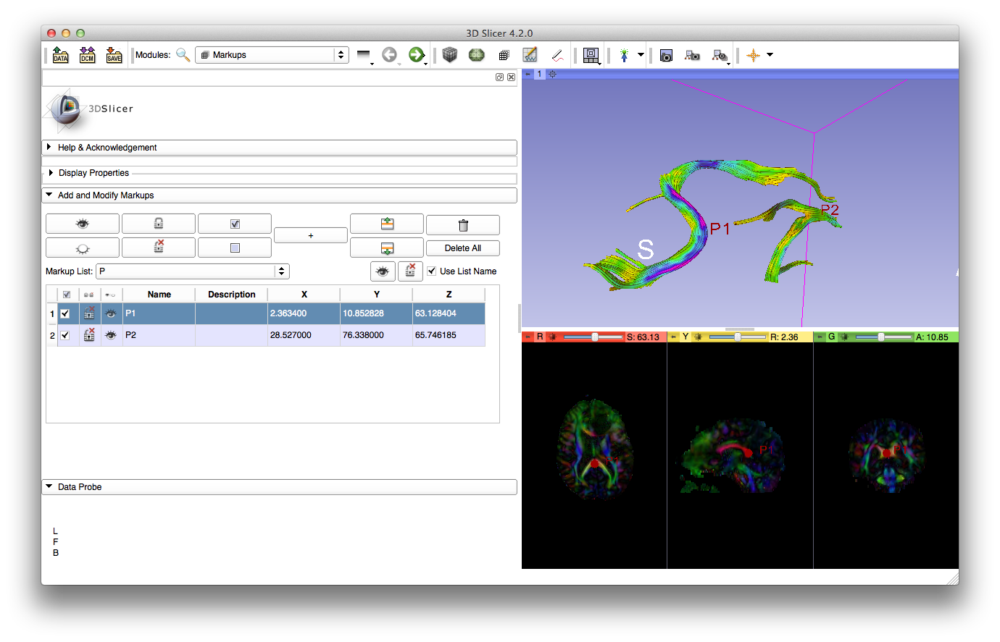 3D Slicer 4.2.0
DATA DCM SAVE Modules: Markups
1
3DSlicer
Help & Acknowledgement
Display Properties
Add and Modify Markups
+
Delete All
Markup List: P Use List Name
Name Description X Y Z
1 P1 2.363400 10.852828 63.128404
2 P2 28.527000 76.338000 65.746185
Data Probe
L
F
B
P2
P1
S
R S: 63.13 Y R: 2.36 G A: 10.85
P1 P1 P1